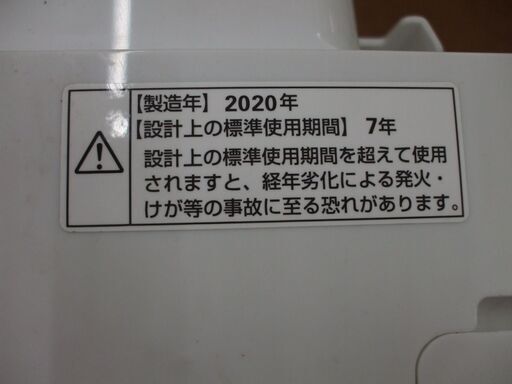 【製造年】 2020年
【設計上の標準使用期間】 7年
設計上の標準使用期間を超えて使用
されますと、経年劣化による発火・
けが等の事故に至る恐れがあります。